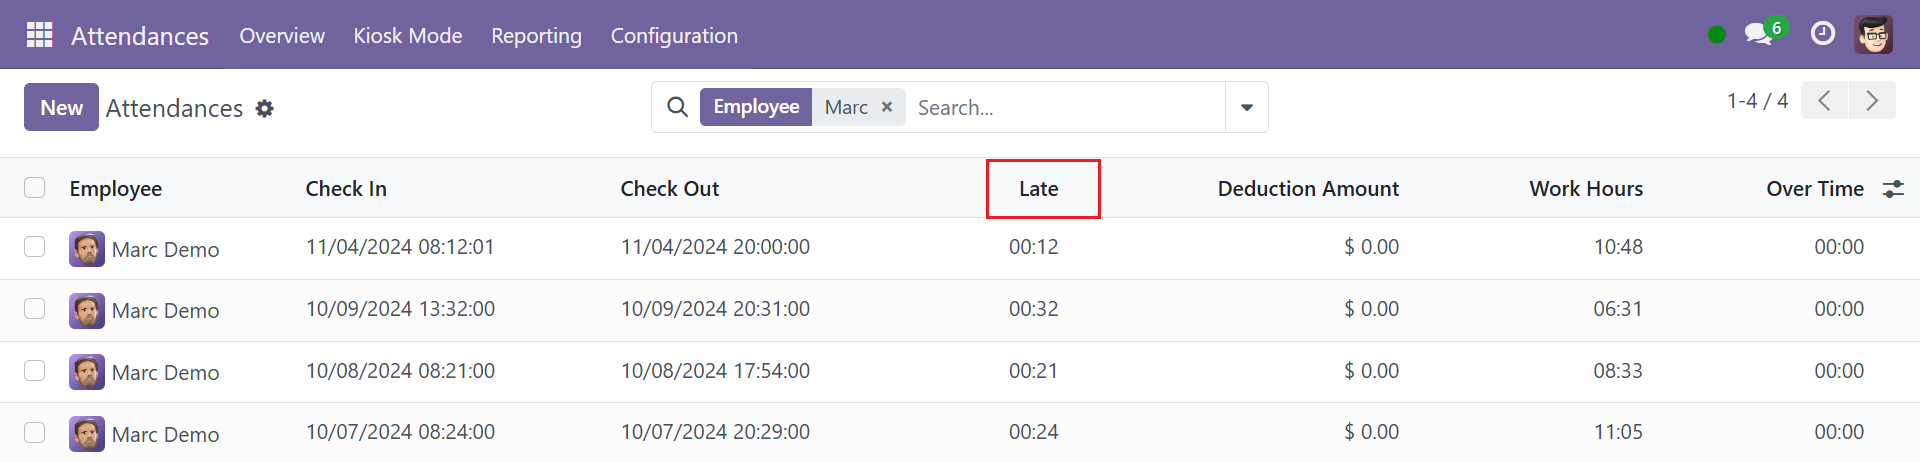 Attendances Overview Kiosk Mode Reporting Configuration 6
New Attendances Employee Marc × Search... 1-4 / 4
Employee Check In Check Out Late Deduction Amount Work Hours Over Time
Marc Demo 11/04/2024 08:12:01 11/04/2024 20:00:00 00:12 $ 0.00 10:48 00:00
Marc Demo 10/09/2024 13:32:00 10/09/2024 20:31:00 00:32 $ 0.00 06:31 00:00
Marc Demo 10/08/2024 08:21:00 10/08/2024 17:54:00 00:21 $ 0.00 08:33 00:00
Marc Demo 10/07/2024 08:24:00 10/07/2024 20:29:00 00:24 $ 0.00 11:05 00:00